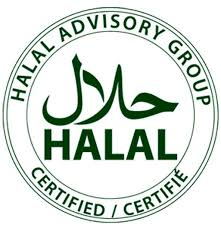 HALAL ADVISORY GROUP
حلال
HALAL
CERTIFIED / CERTIFIÉ